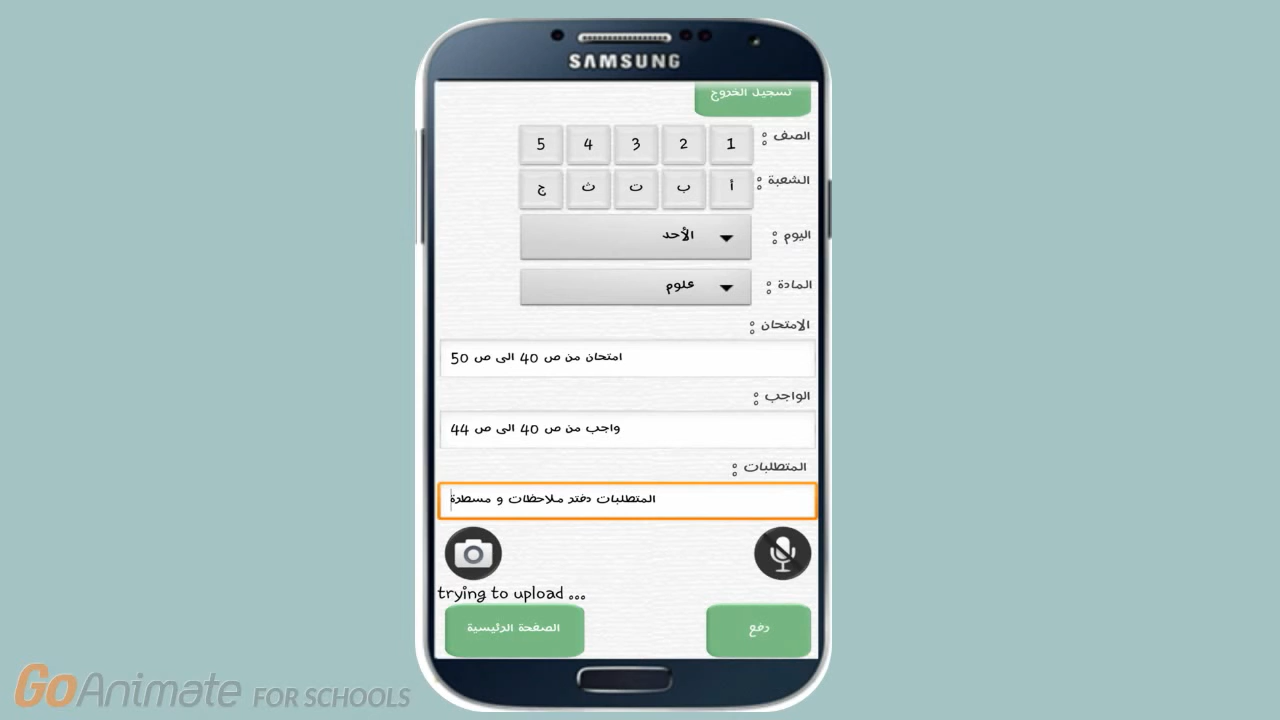 SAMSUNG
تسجيل الخروج
الصف : 1 2 3 4 5
الشعبة : أ ب ت ث ج
اليوم : الأحد
المادة : علوم
الامتحان :
امتحان من ص 40 الى ص 50
الواجب :
واجب من ص 40 الى ص 44
المتطلبات :
المتطلبات دفتر ملاحظات و مسطرة
trying to upload ...
دفع الصفحة الرئيسية
GoAnimate FOR SCHOOLS